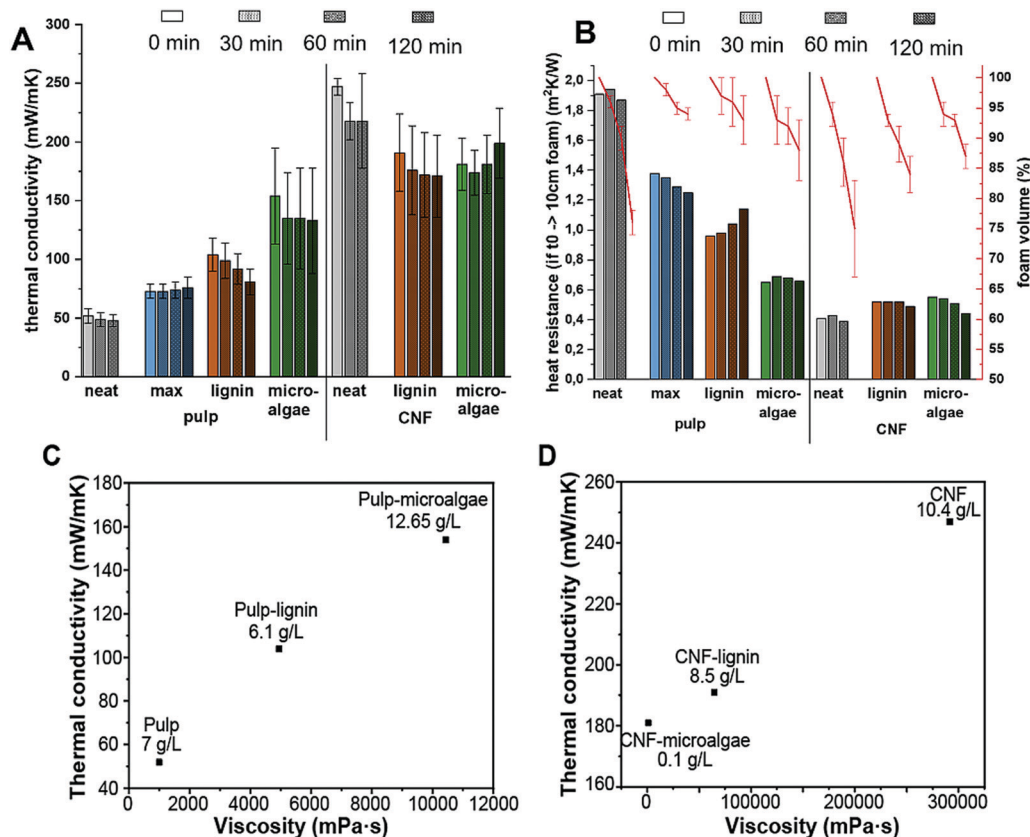 A
0 min 30 min 60 min 120 min
thermal conductivity (mW/mK)
300
250
200
150
100
50
0
neat max lignin micro- neat lignin micro-
algae algae
pulp CNF
B
0 min 30 min 60 min 120 min
heat resistance (if t0 -> 10cm foam) (m²K/W)
2,0
1,8
1,6
1,4
1,2
1,0
0,8
0,6
0,4
0,2
0,0
100
95
90
85
80
75
70
65
60
55
50
foam volume (%)
neat max lignin micro- neat lignin micro-
algae algae
pulp CNF
C
Thermal conductivity (mW/mK)
180
160
140
120
100
80
60
40
Pulp-microalgae
12.65 g/L
Pulp-lignin
6.1 g/L
Pulp
7 g/L
0 2000 4000 6000 8000 10000 12000
Viscosity (mPa·s)
D
Thermal conductivity (mW/mK)
260
240
220
200
180
160
CNF
10.4 g/L
CNF-lignin
8.5 g/L
CNF-microalgae
0.1 g/L
0 100000 200000 300000
Viscosity (mPa·s)